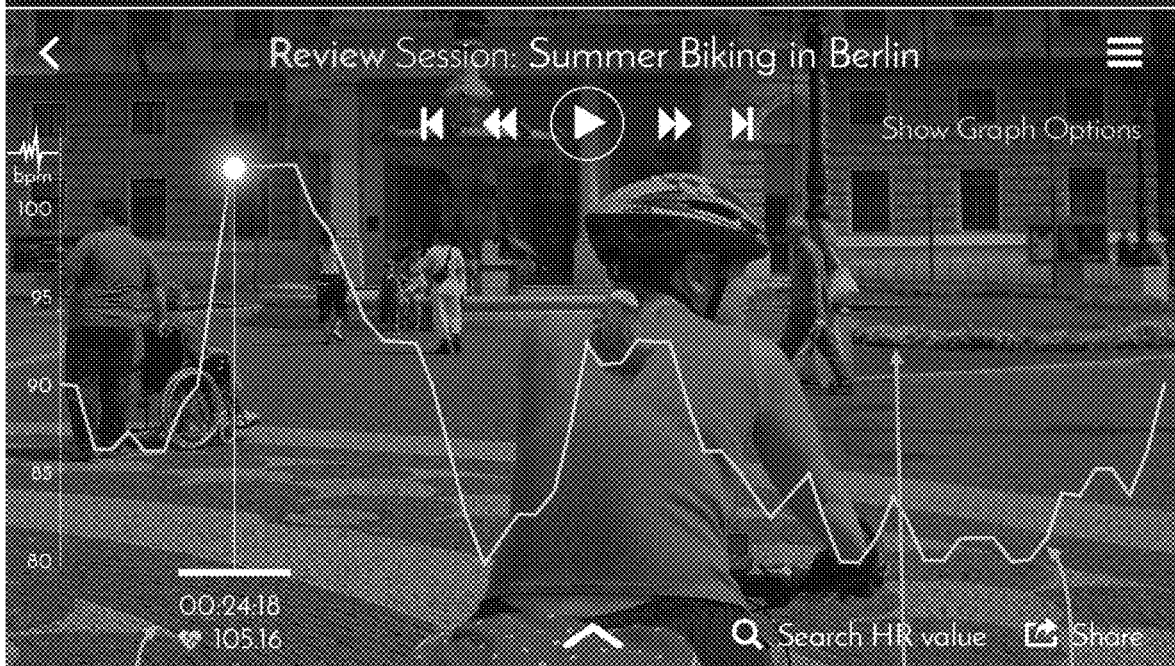 Review Session: Summer Biking in Berlin
Show Graph Options
bpm
100
95
90
85
80
00:24:18
105.16
Search HR value
Share